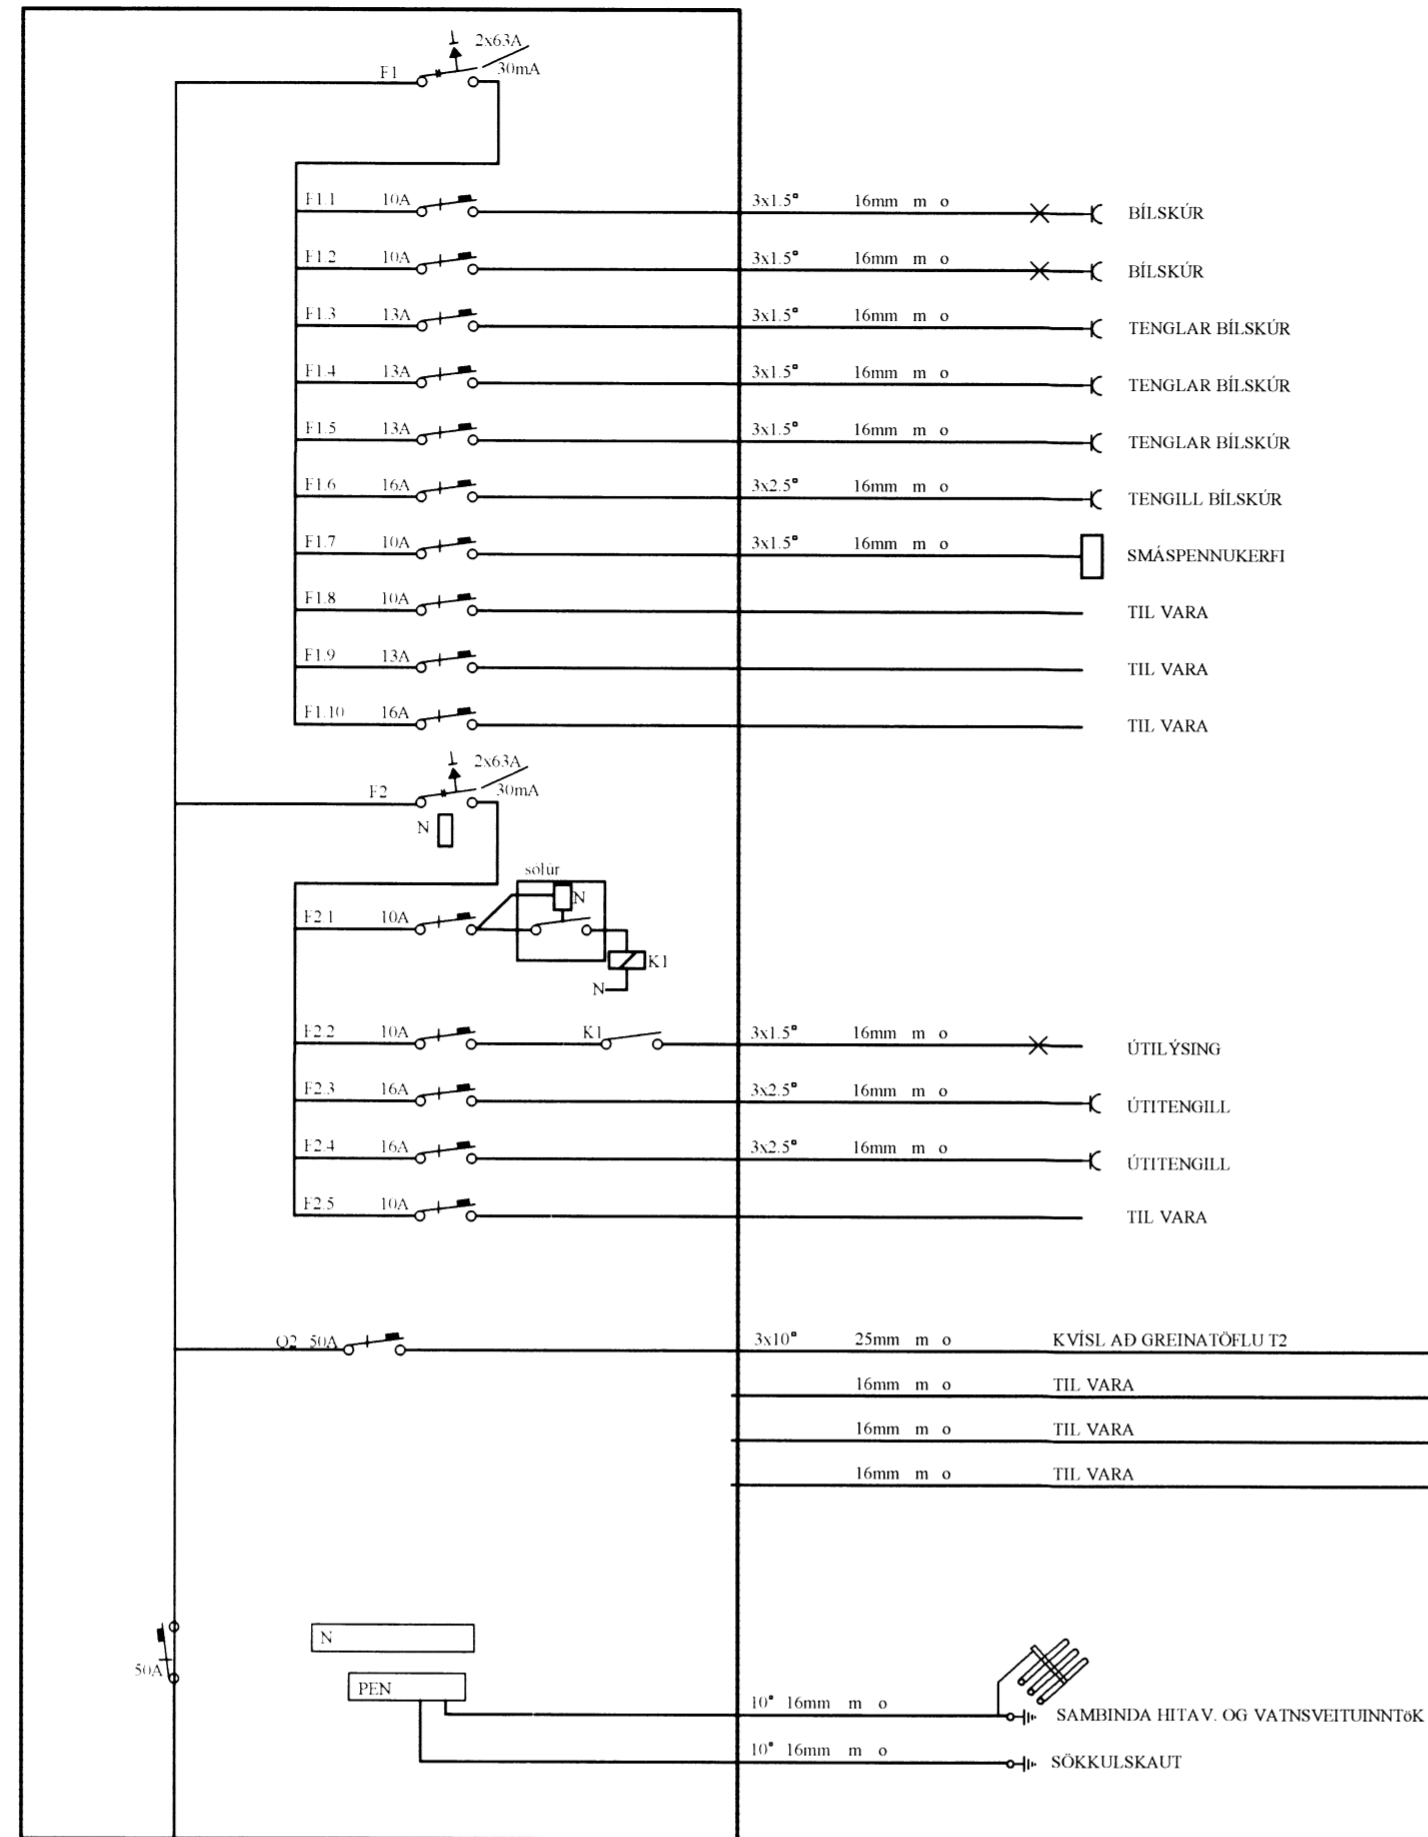 2x63A
F1 30mA
F1.1 10A 3x1.5□ 16mm m o BÍLSKÚR
F1.2 10A 3x1.5□ 16mm m o BÍLSKÚR
F1.3 13A 3x1.5□ 16mm m o TENGLAR BÍLSKÚR
F1.4 13A 3x1.5□ 16mm m o TENGLAR BÍLSKÚR
F1.5 13A 3x1.5□ 16mm m o TENGLAR BÍLSKÚR
F1.6 16A 3x2.5□ 16mm m o TENGILL BÍLSKÚR
F1.7 10A 3x1.5□ 16mm m o SMÁSPENNUKERFI
F1.8 10A TIL VARA
F1.9 13A TIL VARA
F1.10 16A TIL VARA
2x63A
F2 30mA
N
sólúr
N
F2.1 10A
K1
N
F2.2 10A K1 3x1.5□ 16mm m o ÚTILÝSING
F2.3 16A 3x2.5□ 16mm m o ÚTITENGILL
F2.4 16A 3x2.5□ 16mm m o ÚTITENGILL
F2.5 10A TIL VARA
Q2 50A 3x10□ 25mm m o KVÍSL AÐ GREINATÖFLU T2
16mm m o TIL VARA
16mm m o TIL VARA
16mm m o TIL VARA
N
50A
PEN
10□ 16mm m o SAMBINDA HITAV. OG VATNSVEITUINNTöK
10□ 16mm m o SÖKKULSKAUT